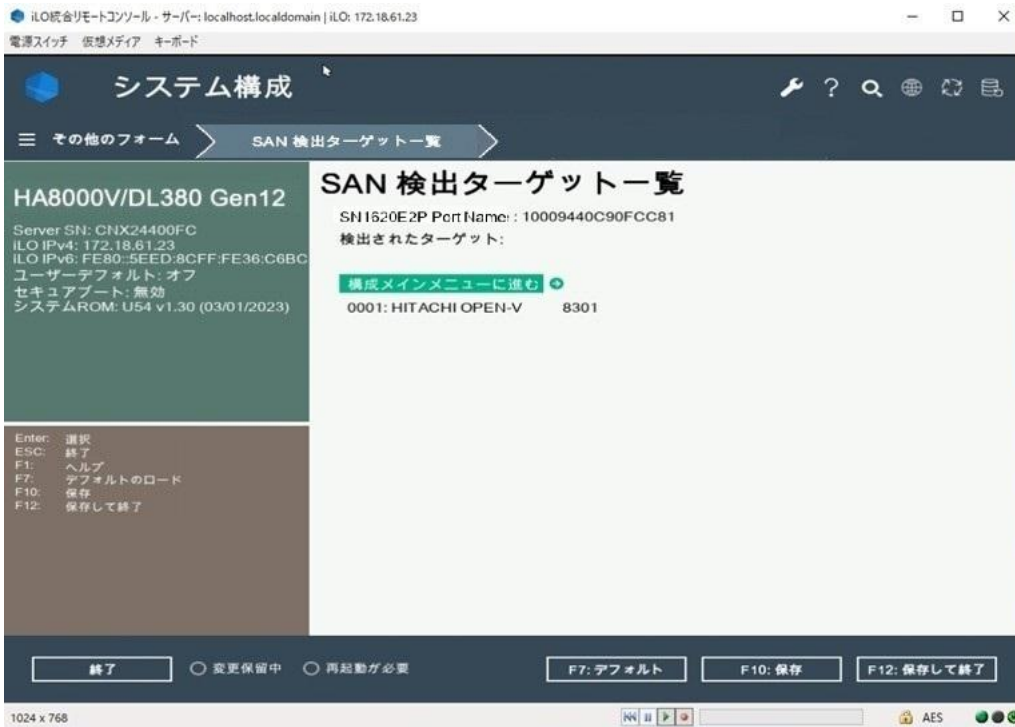 iLO統合リモートコンソール - サーバー: localhost.localdomain | iLO: 172.18.61.23
電源スイッチ 仮想メディア キーボード
システム構成
その他のフォーム SAN 検出ターゲット一覧
HA8000V/DL380 Gen12
Server SN: CNX24400FC
iLO IPv4: 172.18.61.23
iLO IPv6: FE80::5EED:8CFF:FE36:C6BC
ユーザーデフォルト: オフ
セキュアブート: 無効
システムROM: U54 v1.30 (03/01/2023)
Enter: 選択
ESC: 終了
F1: ヘルプ
F7: デフォルトのロード
F10: 保存
F12: 保存して終了
SAN 検出ターゲット一覧
SN1620E2P Port Name: : 10009440C90FCC81
検出されたターゲット:
構成メインメニューに進む
0001: HITACHI OPEN-V 8301
終了 変更保留中 再起動が必要 F7: デフォルト F10: 保存 F12: 保存して終了
1024 x 768 AES